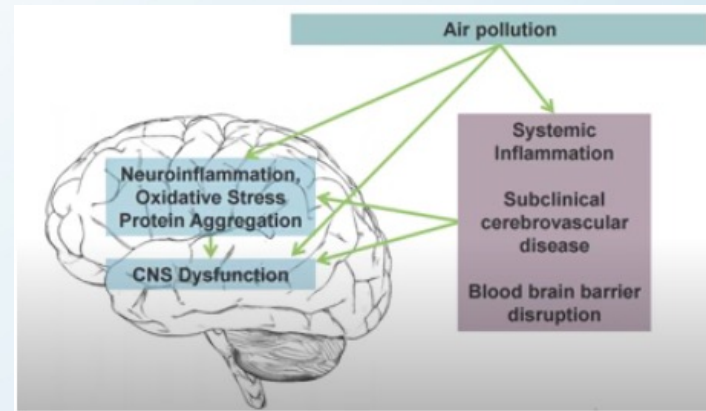 Air pollution
Systemic
Inflammation
Subclinical
cerebrovascular
disease
Blood brain barrier
disruption
Neuroinflammation,
Oxidative Stress
Protein Aggregation
CNS Dysfunction